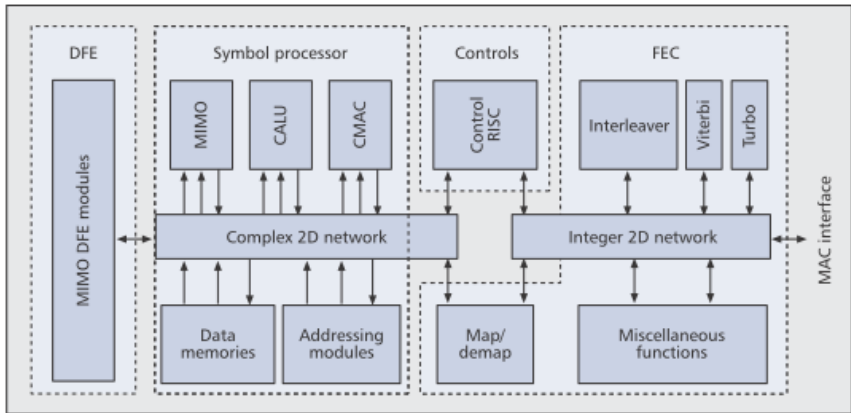 DFE
Symbol processor
Controls
FEC
MIMO DFE modules
MIMO
CALU
CMAC
Control
RISC
Interleaver
Viterbi
Turbo
Complex 2D network
Integer 2D network
MAC interface
Data
memories
Addressing
modules
Map/
demap
Miscellaneous
functions